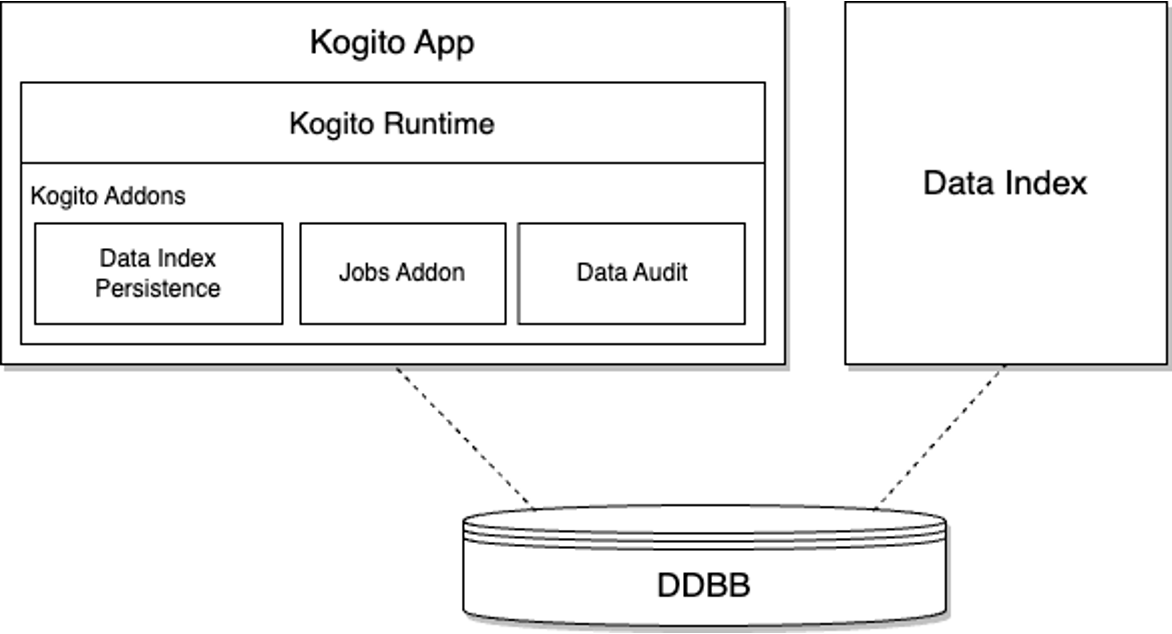 Kogito App
Kogito Runtime
Kogito Addons
Data Index
Persistence
Jobs Addon
Data Audit
Data Index
DDBB